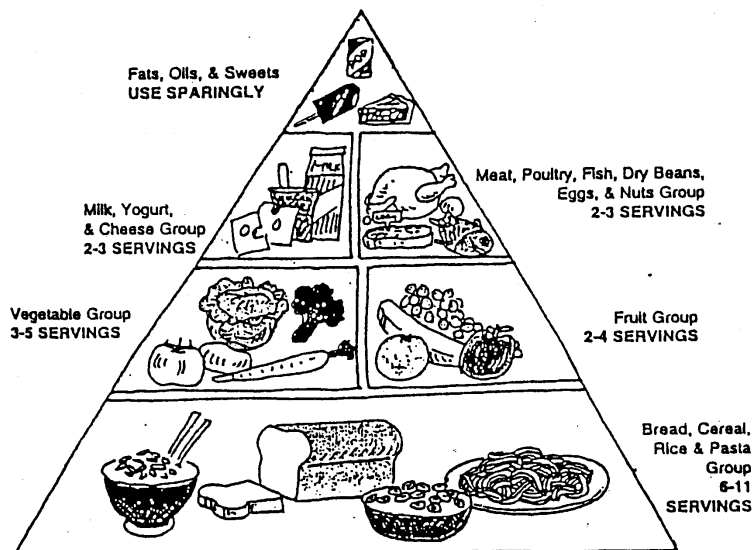 Fats, Oils, & Sweets
USE SPARINGLY
Milk, Yogurt,
& Cheese Group
2-3 SERVINGS
Meat, Poultry, Fish, Dry Beans,
Eggs, & Nuts Group
2-3 SERVINGS
Vegetable Group
3-5 SERVINGS
Fruit Group
2-4 SERVINGS
Bread, Cereal,
Rice & Pasta
Group
6-11
SERVINGS